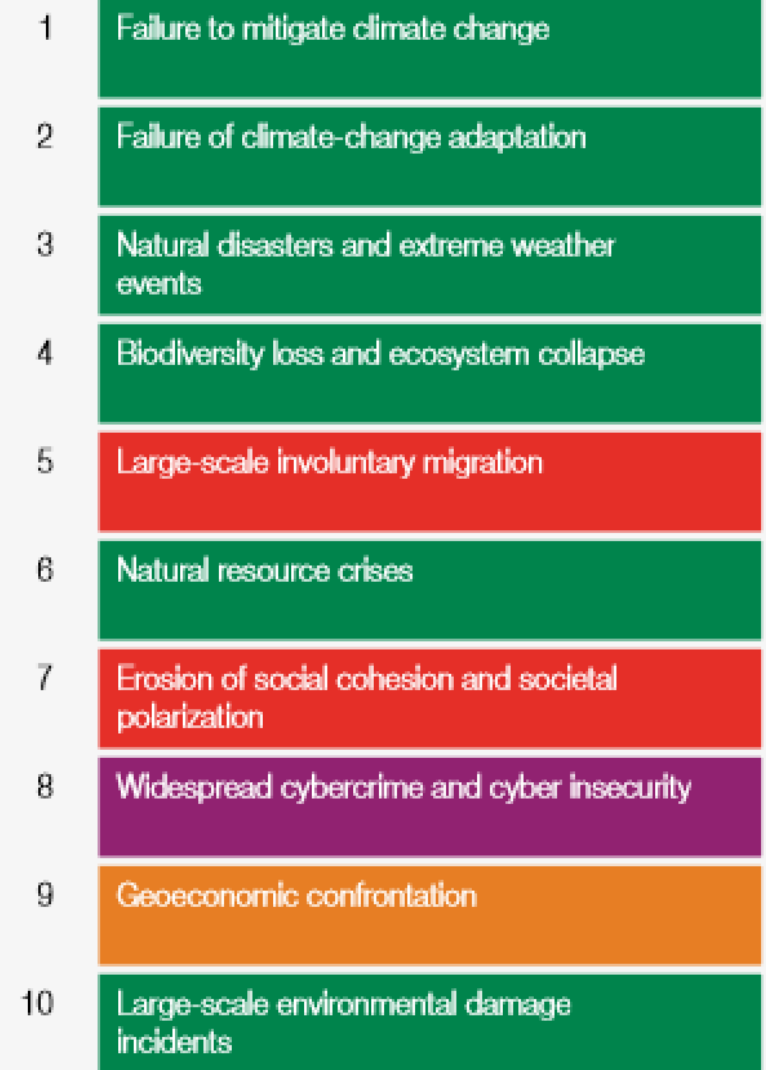 1 Failure to mitigate climate change
2 Failure of climate-change adaptation
3 Natural disasters and extreme weather
events
4 Biodiversity loss and ecosystem collapse
5 Large-scale involuntary migration
6 Natural resource crises
7 Erosion of social cohesion and societal
polarization
8 Widespread cybercrime and cyber insecurity
9 Geoeconomic confrontation
10 Large-scale environmental damage
incidents